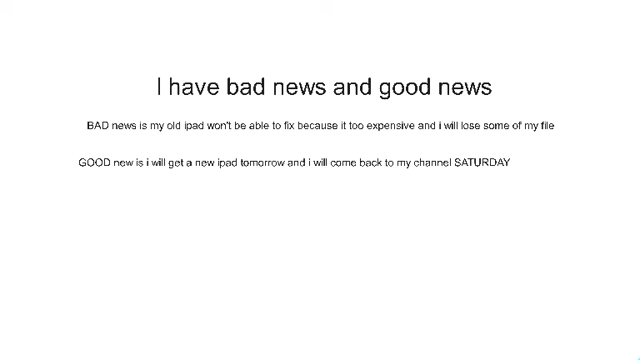 I have bad news and good news
BAD news is my old ipad won't be able to fix because it too expensive and i will lose some of my file
GOOD new is i will get a new ipad tomorrow and i will come back to my channel SATURDAY